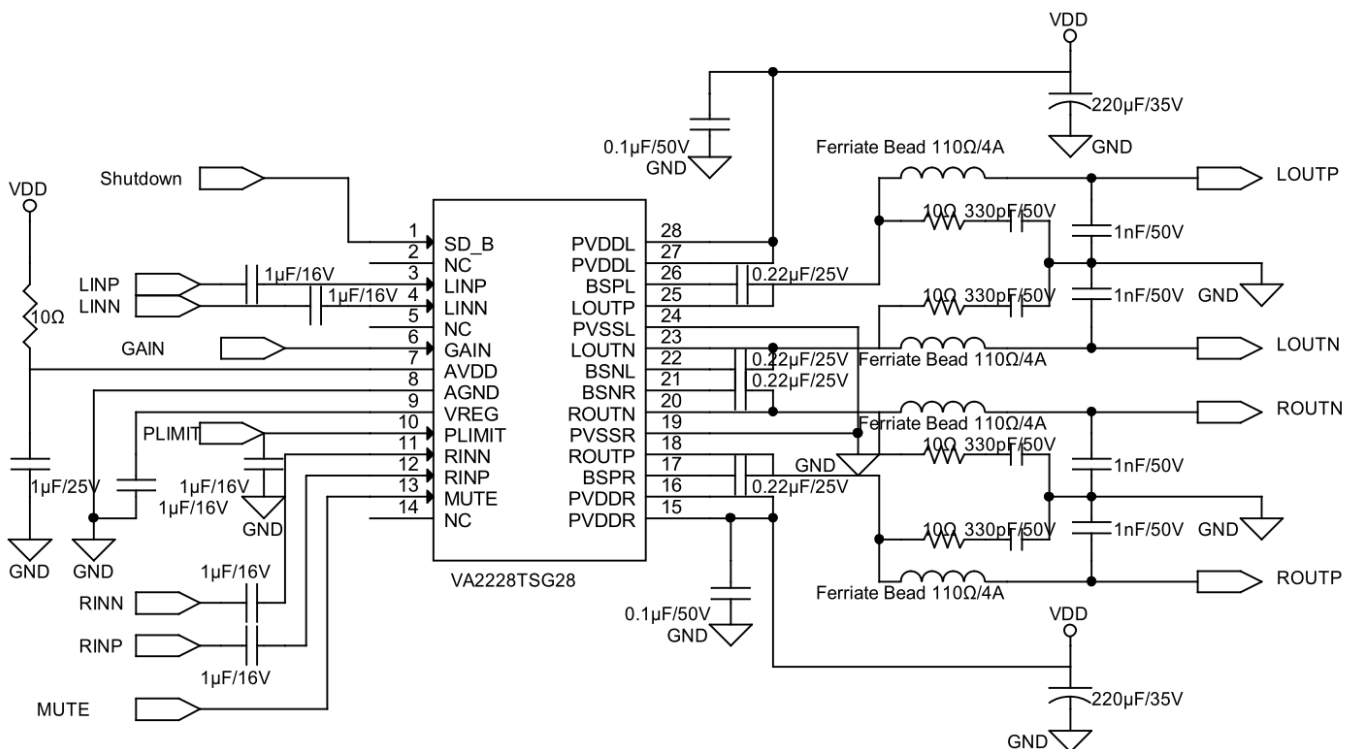 VDD
220µF/35V
GND
0.1µF/50V
GND
Ferriate Bead 110Ω/4A
LOUTP
10Ω 330pF/50V
1nF/50V
GND
10Ω 330pF/50V
1nF/50V
Ferriate Bead 110Ω/4A
LOUTN
Shutdown
VDD
10Ω
LINP
1µF/16V
LINN
1µF/16V
GAIN
PLIMIT
1µF/25V
1µF/16V
1µF/16V
GND
GND
GND
1 SD_B
2 NC
3 LINP
4 LINN
5 NC
6 GAIN
7 AVDD
8 AGND
9 VREG
10 PLIMIT
11 RINN
12 RINP
13 MUTE
14 NC
PVDDL 28
PVDDL 27
BSPL 26
LOUTP 25
PVSSL 24
LOUTN 23
BSNL 22
BSNR 21
ROUTN 20
PVSSR 19
ROUTP 18
BSPR 17
PVDDR 16
PVDDR 15
VA2228TSG28
0.22µF/25V
0.22µF/25V
0.22µF/25V
0.22µF/25V
GND
Ferriate Bead 110Ω/4A
ROUTN
10Ω 330pF/50V
1nF/50V
GND
10Ω 330pF/50V
1nF/50V
Ferriate Bead 110Ω/4A
ROUTP
1µF/16V
RINN
RINP
1µF/16V
MUTE
0.1µF/50V
GND
VDD
220µF/35V
GND